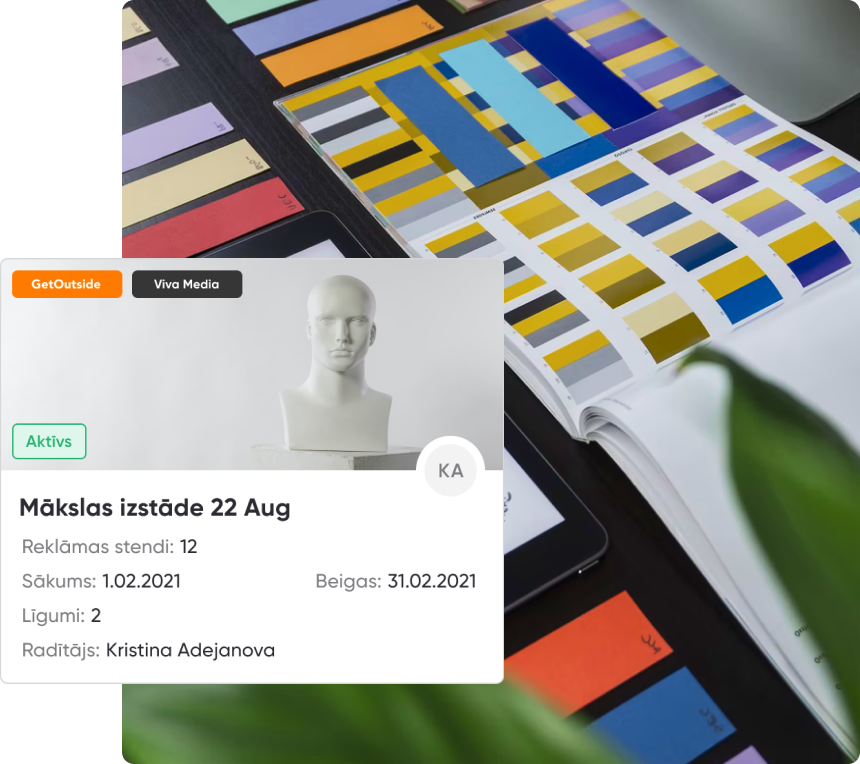 GetOutside
Viva Media
Aktīvs
KA
Mākslas izstāde 22 Aug
Reklāmas stendi: 12
Sākums: 1.02.2021
Beigas: 31.02.2021
Līgumi: 2
Radītājs: Kristina Adejanova